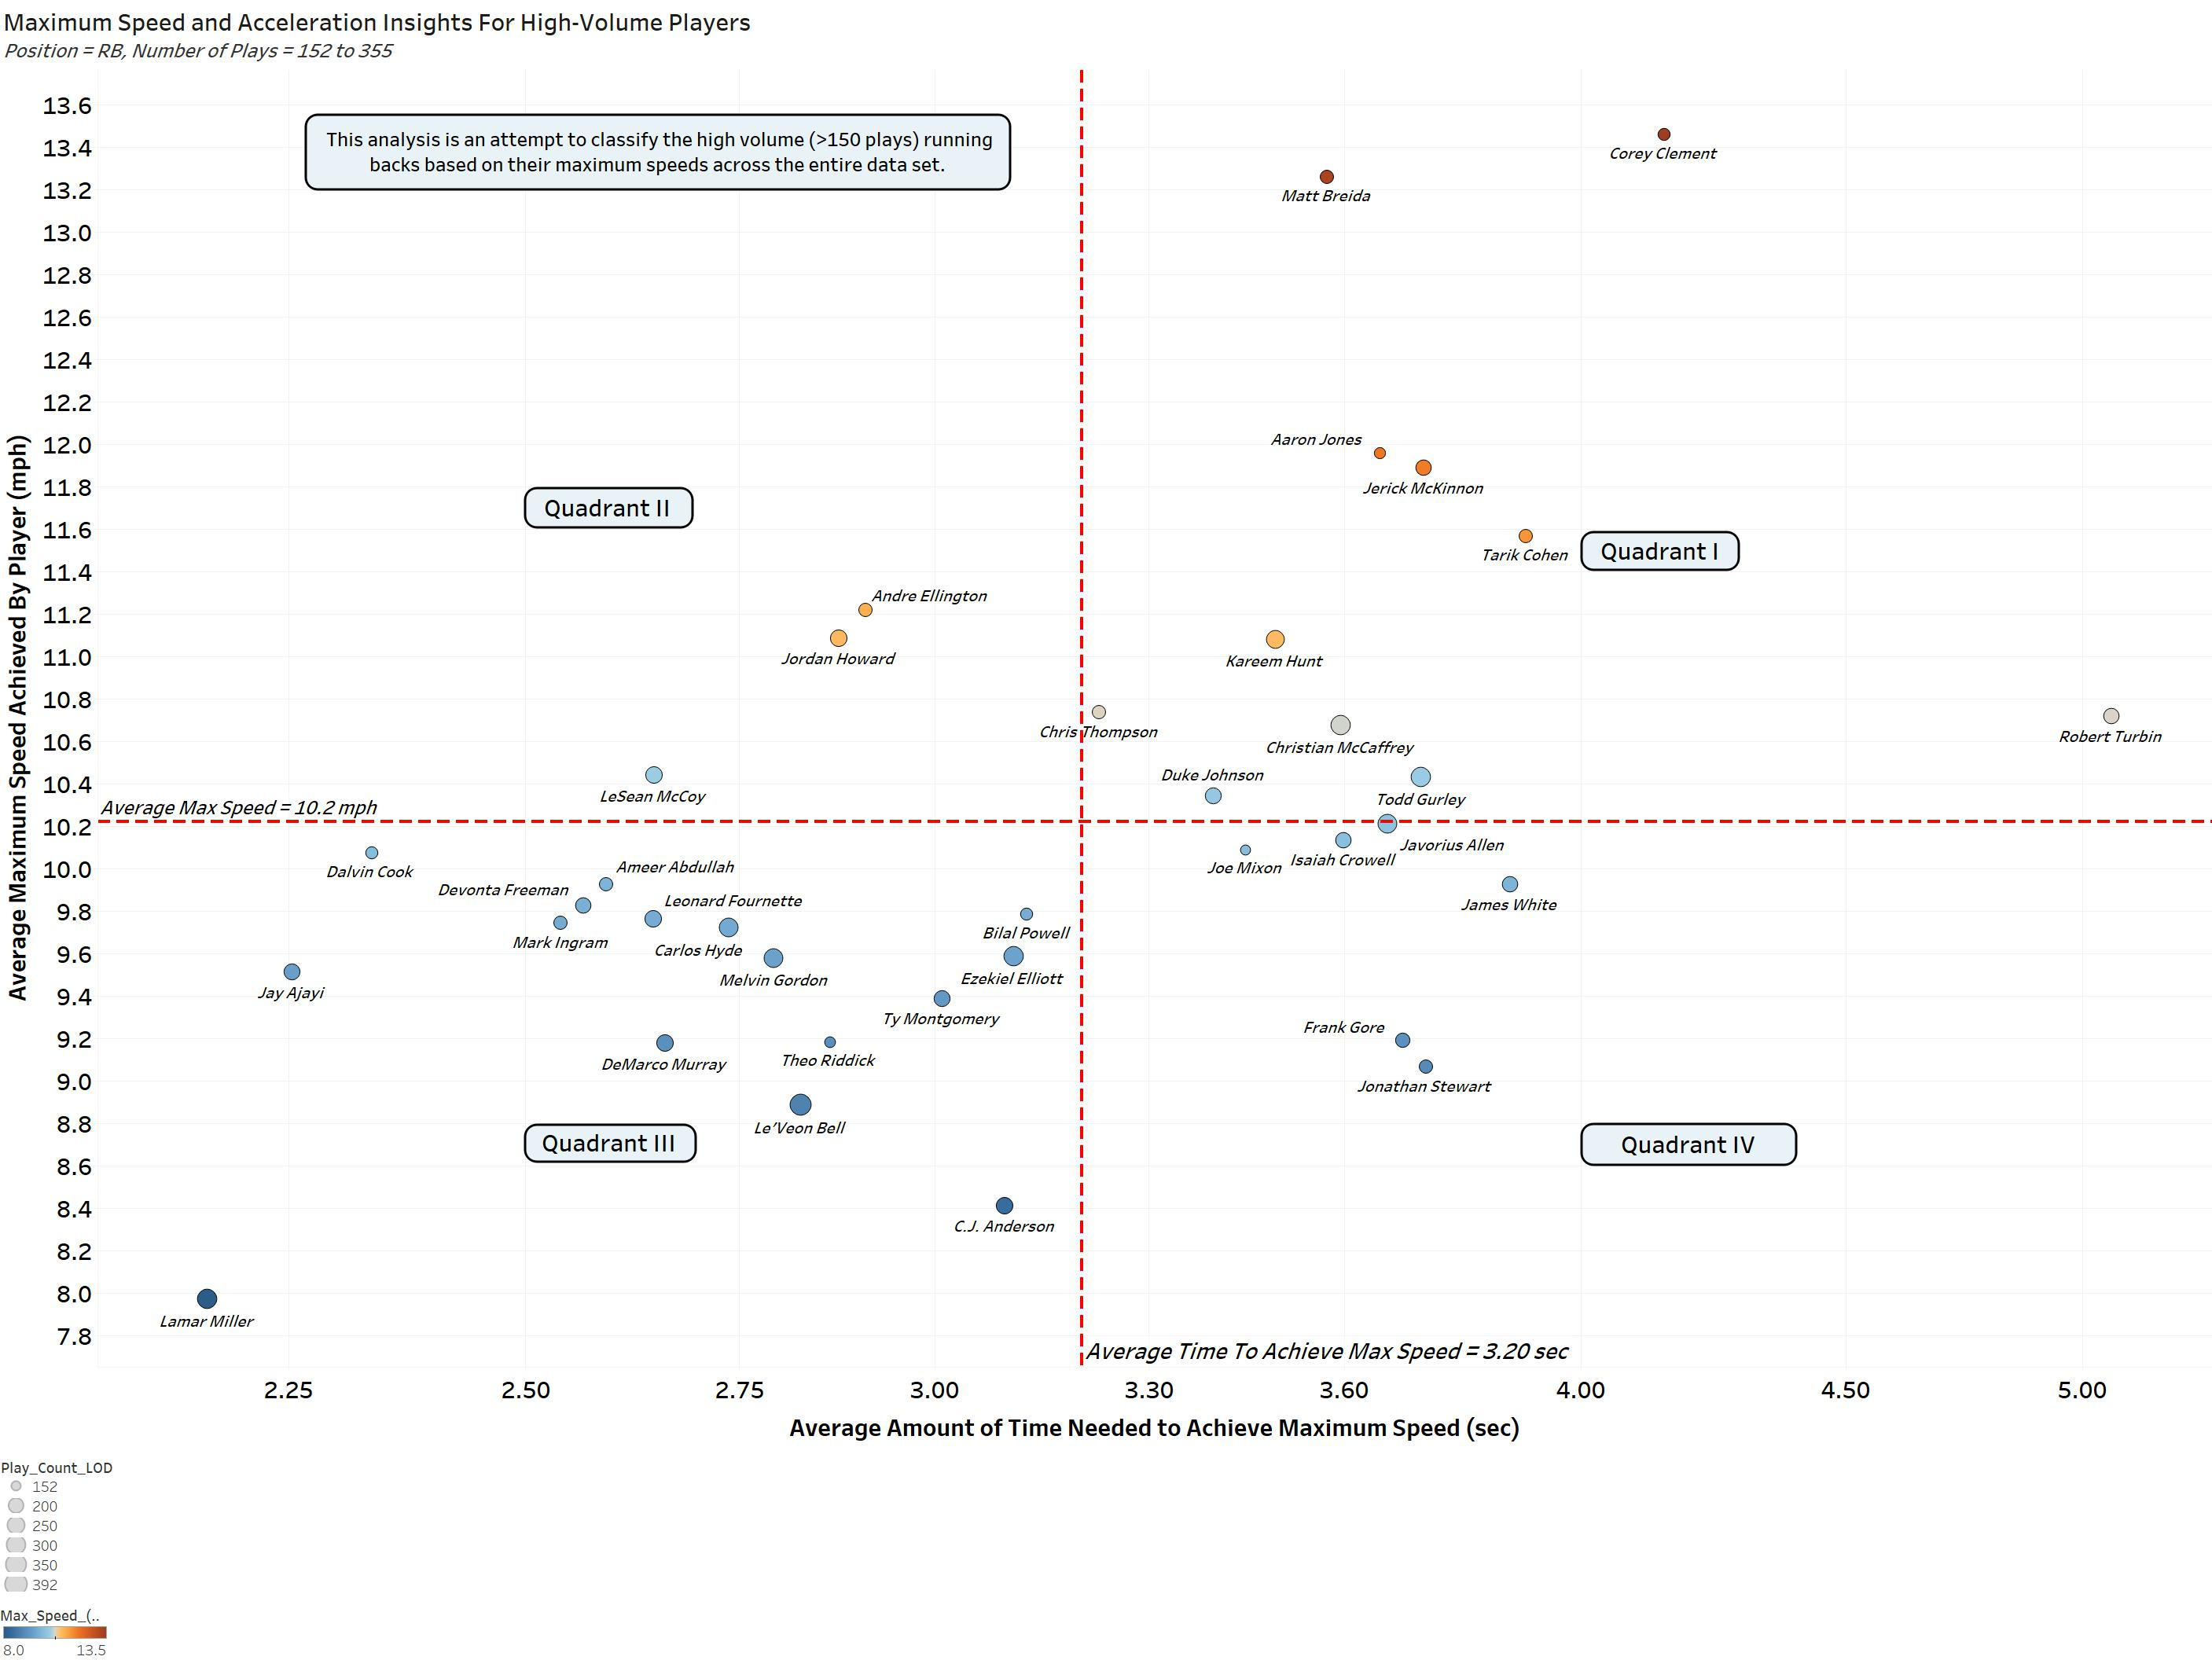 Maximum Speed and Acceleration Insights For High-Volume Players
Position = RB, Number of Plays = 152 to 355
This analysis is an attempt to classify the high volume (>150 plays) running
backs based on their maximum speeds across the entire data set.
Average Maximum Speed Achieved By Player (mph)
13.6
13.4
13.2
13.0
12.8
12.6
12.4
12.2
12.0
11.8
11.6
11.4
11.2
11.0
10.8
10.6
10.4
10.2
10.0
9.8
9.6
9.4
9.2
9.0
8.8
8.6
8.4
8.2
8.0
7.8
Corey Clement
Matt Breida
Aaron Jones
Jerick McKinnon
Quadrant II
Tarik Cohen
Quadrant I
Andre Ellington
Jordan Howard
Kareem Hunt
Chris Thompson
Christian McCaffrey
Robert Turbin
Duke Johnson
LeSean McCoy
Todd Gurley
Average Max Speed = 10.2 mph
Javorius Allen
Isaiah Crowell
Joe Mixon
Dalvin Cook
Ameer Abdullah
Devonta Freeman
Leonard Fournette
James White
Bilal Powell
Mark Ingram
Carlos Hyde
Melvin Gordon
Ezekiel Elliott
Jay Ajayi
Ty Montgomery
Frank Gore
DeMarco Murray
Theo Riddick
Jonathan Stewart
Le'Veon Bell
Quadrant III
Quadrant IV
C.J. Anderson
Lamar Miller
Average Time To Achieve Max Speed = 3.20 sec
2.25
2.50
2.75
3.00
3.30
3.60
4.00
4.50
5.00
Average Amount of Time Needed to Achieve Maximum Speed (sec)
Play_Count_LOD
152
200
250
300
350
392
Max_Speed_(..
8.0
13.5